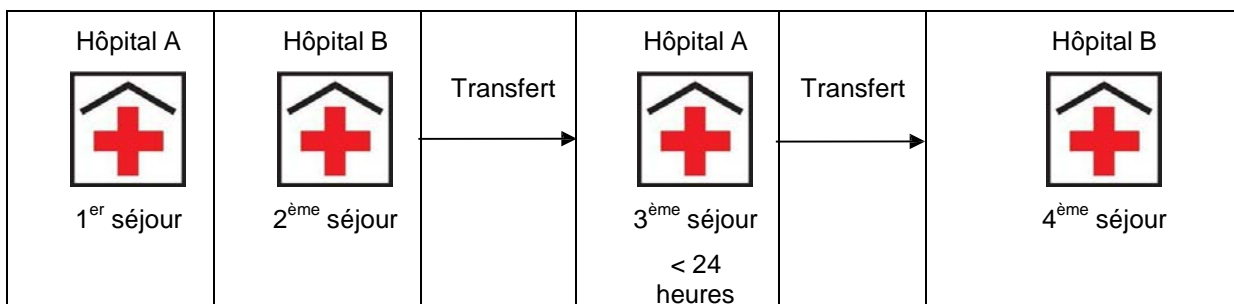 Hôpital A
1er séjour
Hôpital B
2ème séjour
Transfert
Hôpital A
3ème séjour
< 24
heures
Transfert
Hôpital B
4ème séjour